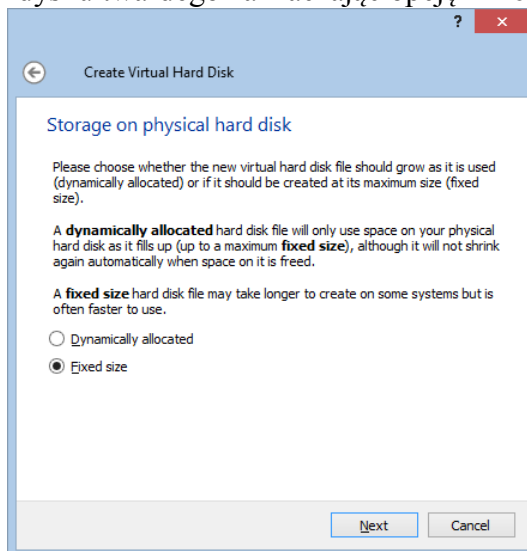 ?
Create Virtual Hard Disk
Storage on physical hard disk
Please choose whether the new virtual hard disk file should grow as it is used
(dynamically allocated) or if it should be created at its maximum size (fixed
size).
A dynamically allocated hard disk file will only use space on your physical
hard disk as it fills up (up to a maximum fixed size), although it will not shrink
again automatically when space on it is freed.
A fixed size hard disk file may take longer to create on some systems but is
often faster to use.
Dynamically allocated
Fixed size
Next Cancel